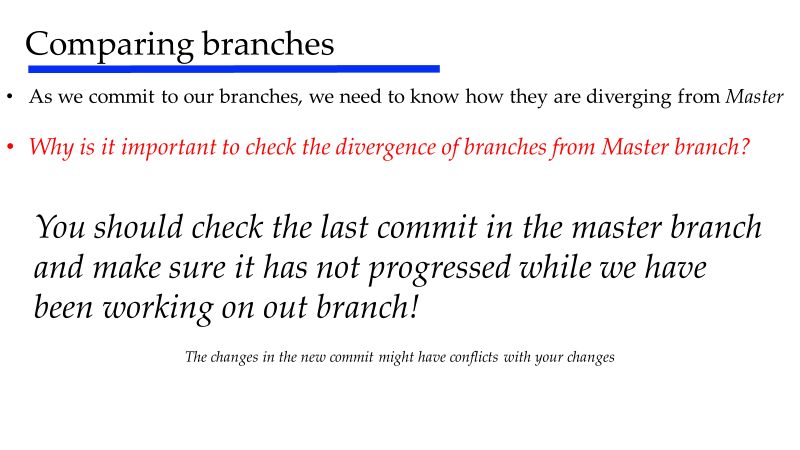 Comparing branches
• As we commit to our branches, we need to know how they are diverging from Master
• Why is it important to check the divergence of branches from Master branch?
You should check the last commit in the master branch
and make sure it has not progressed while we have
been working on out branch!
The changes in the new commit might have conflicts with your changes